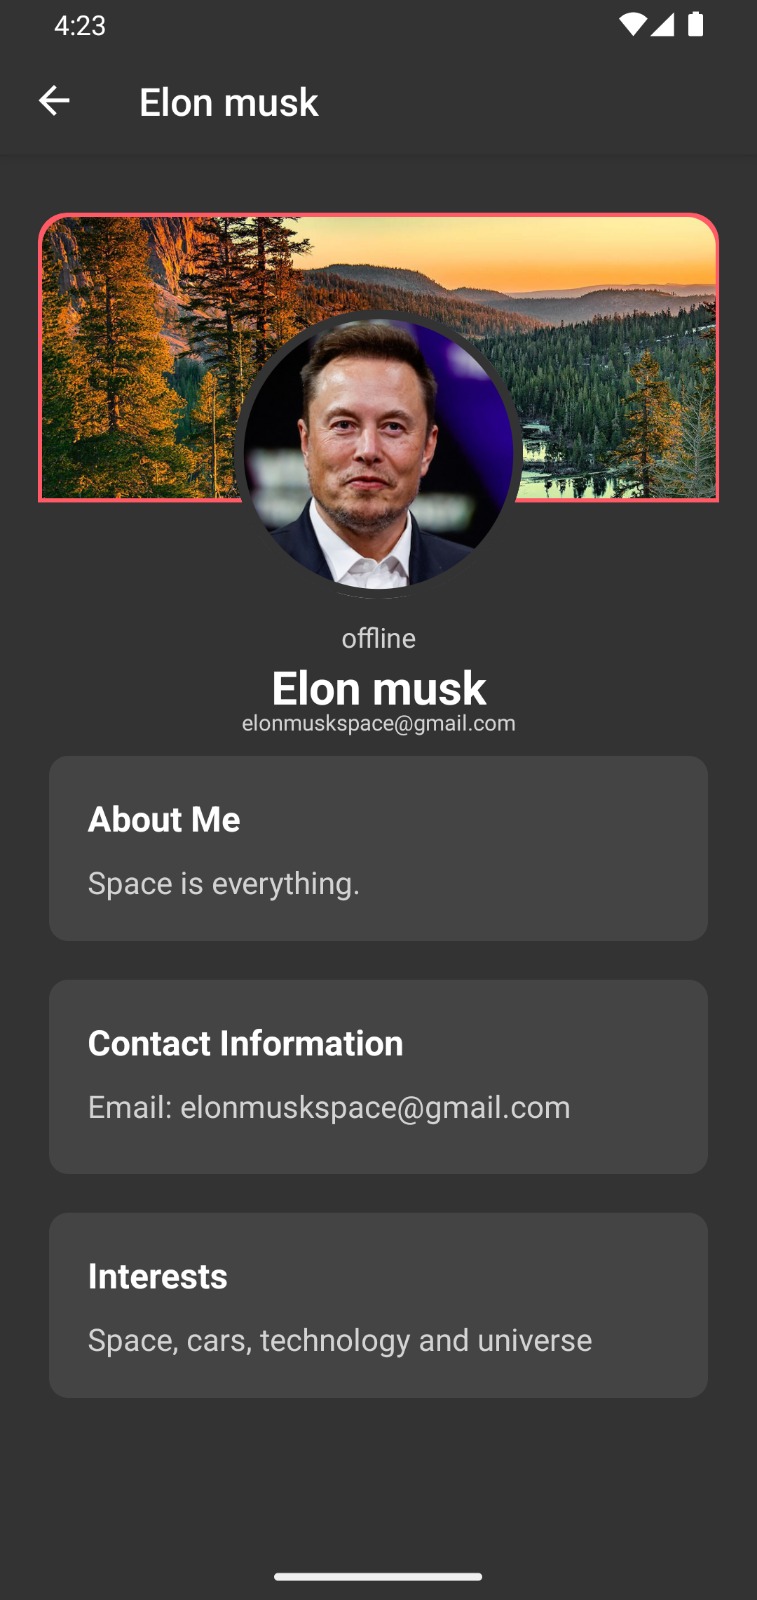 4:23
Elon musk
offline
Elon musk
elonmuskspace@gmail.com
About Me
Space is everything.
Contact Information
Email: elonmuskspace@gmail.com
Interests
Space, cars, technology and universe